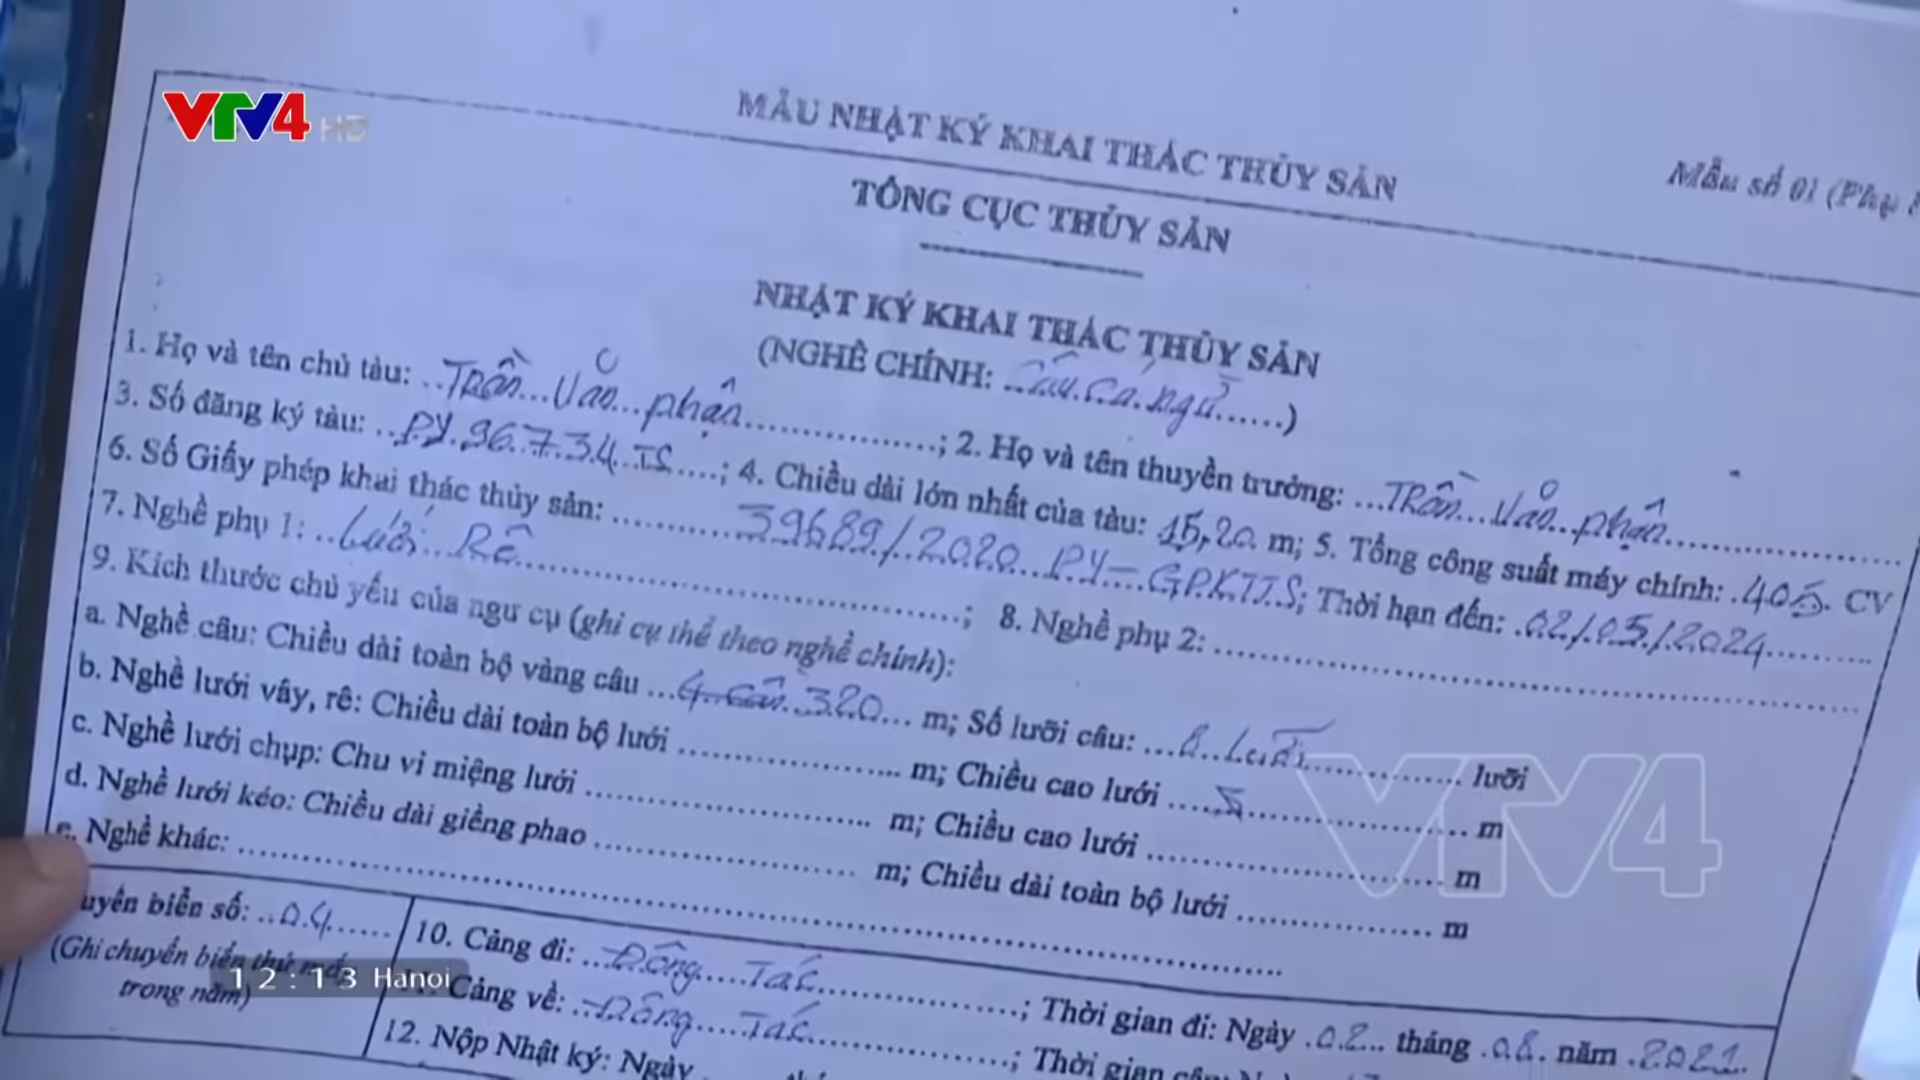 VTV4 HD
MẪU NHẬT KÝ KHAI THÁC THỦY SẢN
Mẫu số 01 (Phụ
TỔNG CỤC THỦY SẢN
NHẬT KÝ KHAI THÁC THỦY SẢN
(NGHỀ CHÍNH: Câu cá ngừ......)
1. Họ và tên chủ tàu: Trần Văn Phận; 2. Họ và tên thuyền trưởng: Trần Văn Phận
3. Số đăng ký tàu: PY 96734 TS; 4. Chiều dài lớn nhất của tàu: 15,20 m; 5. Tổng công suất máy chính: 405 CV
6. Số Giấy phép khai thác thủy sản: 39689/2020 PY-GPKTTS; Thời hạn đến: 02/05/2024
7. Nghề phụ 1: Lưới Rê; 8. Nghề phụ 2:
9. Kích thước chủ yếu của ngư cụ (ghi cụ thể theo nghề chính):
a. Nghề câu: Chiều dài toàn bộ vàng câu 320 m; Số lưỡi câu: lưỡi
b. Nghề lưới vây, rê: Chiều dài toàn bộ lưới m; Chiều cao lưới m
c. Nghề lưới chụp: Chu vi miệng lưới m; Chiều cao lưới m
d. Nghề lưới kéo: Chiều dài giềng phao m; Chiều dài toàn bộ lưới m
e. Nghề khác:
uyến biển số: 04
(Ghi chuyến biển thứ mấy
trong năm)
10. Cảng đi: Đông Tác; Thời gian đi: Ngày 02 tháng 08 năm 2021
11. Cảng về: Đông Tác; Thời gian
12. Nộp Nhật ký: Ngày
12:13 Hanoi
VTV4